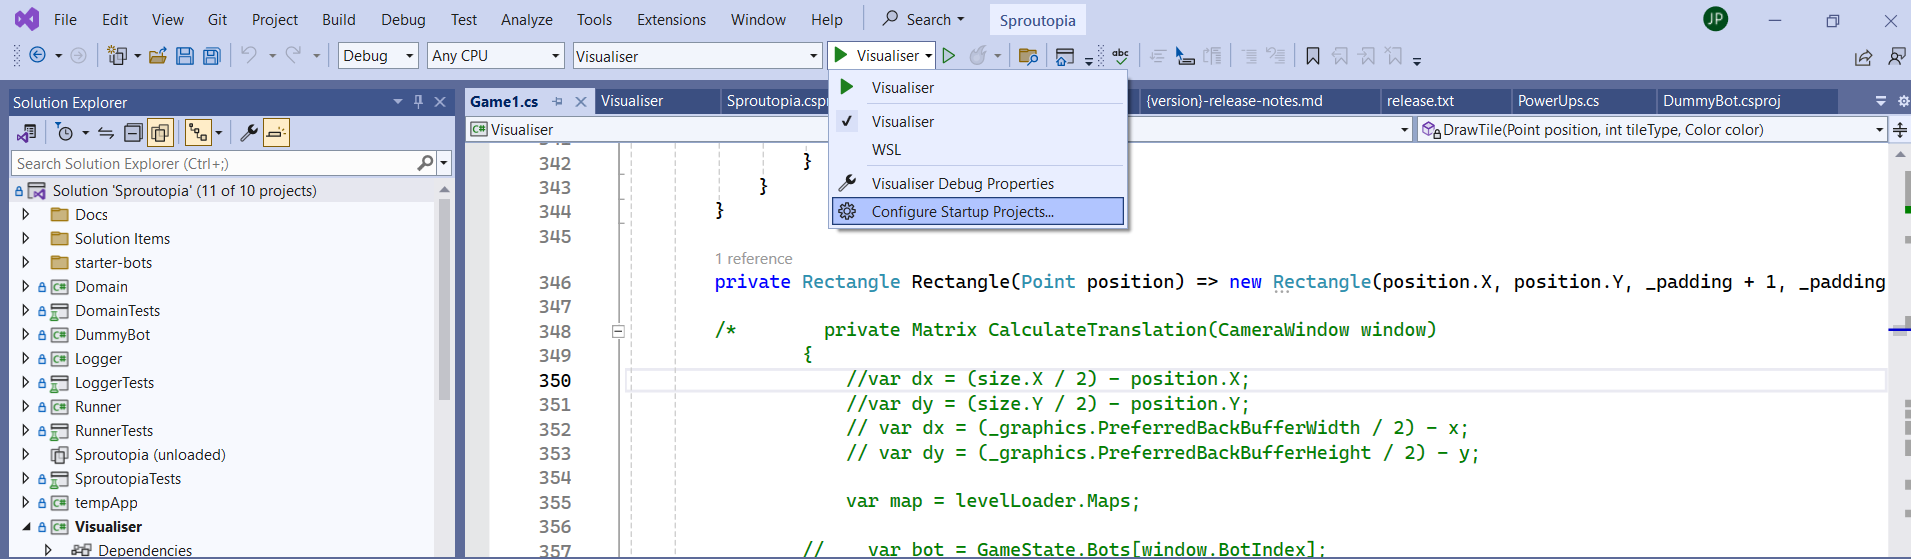 File Edit View Git Project Build Debug Test Analyze Tools Extensions Window Help Search Sproutopia JP
Debug Any CPU Visualiser Visualiser
Solution Explorer
Game1.cs Visualiser Sproutopia.csp {version}-release-notes.md release.txt PowerUps.cs DummyBot.csproj
Visualiser
Visualiser
WSL
Visualiser Debug Properties
Configure Startup Projects...
Visualiser DrawTile(Point position, int tileType, Color color)
Search Solution Explorer (Ctrl+;)
Solution 'Sproutopia' (11 of 10 projects)
Docs
Solution Items
starter-bots
Domain
DomainTests
DummyBot
Logger
LoggerTests
Runner
RunnerTests
Sproutopia (unloaded)
SproutopiaTests
tempApp
Visualiser
Dependencies
342 }
343 }
344 }
345
1 reference
346 private Rectangle Rectangle(Point position) => new Rectangle(position.X, position.Y, _padding + 1, _padding
347
348 /* private Matrix CalculateTranslation(CameraWindow window)
349 {
350 //var dx = (size.X / 2) - position.X;
351 //var dy = (size.Y / 2) - position.Y;
352 // var dx = (_graphics.PreferredBackBufferWidth / 2) - x;
353 // var dy = (_graphics.PreferredBackBufferHeight / 2) - y;
354
355 var map = levelLoader.Maps;
356
357 // var bot = GameState.Bots[window.BotIndex];